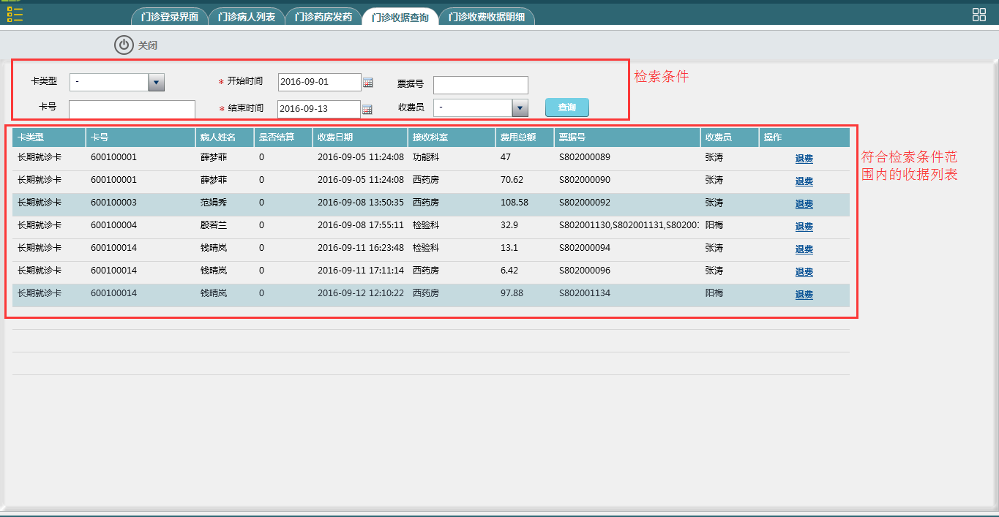 门诊登录界面 门诊病人列表 门诊药房发药 门诊收据查询 门诊收费收据明细
关闭
卡类型 - * 开始时间 2016-09-01 票据号
检索条件
卡号 * 结束时间 2016-09-13 收费员 - 查询
卡类型 卡号 病人姓名 是否结算 收费日期 接收科室 费用总额 票据号 收费员 操作
长期就诊卡 600100001 薛梦菲 0 2016-09-05 11:24:08 功能科 47 S802000089 张涛 退费
符合检索条件范
围内的收据列表
长期就诊卡 600100001 薛梦菲 0 2016-09-05 11:24:08 西药房 70.62 S802000090 张涛 退费
长期就诊卡 600100003 范娟秀 0 2016-09-08 13:50:35 西药房 108.58 S802000092 张涛 退费
长期就诊卡 600100004 殷若兰 0 2016-09-08 17:55:11 检验科 32.9 S802001130,S802001131,S80200 阳梅 退费
长期就诊卡 600100014 钱晴岚 0 2016-09-11 16:23:48 检验科 13.1 S802000094 张涛 退费
长期就诊卡 600100014 钱晴岚 0 2016-09-11 17:11:14 西药房 6.42 S802000096 张涛 退费
长期就诊卡 600100014 钱晴岚 0 2016-09-12 12:10:22 西药房 97.88 S802001134 阳梅 退费